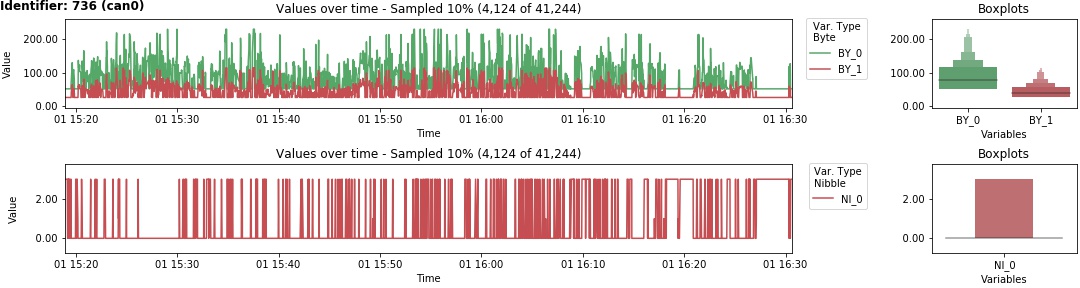 Identifier: 736 (can0)
Values over time - Sampled 10% (4,124 of 41,244)
Boxplots
Value
200.00
100.00
0.00
01 15:20 01 15:30 01 15:40 01 15:50 01 16:00 01 16:10 01 16:20 01 16:30
Time
Var. Type
Byte
BY_0
BY_1
200.00
100.00
0.00
BY_0 BY_1
Variables
Values over time - Sampled 10% (4,124 of 41,244)
Boxplots
Value
2.00
0.00
01 15:20 01 15:30 01 15:40 01 15:50 01 16:00 01 16:10 01 16:20 01 16:30
Time
Var. Type
Nibble
NI_0
2.00
0.00
NI_0
Variables